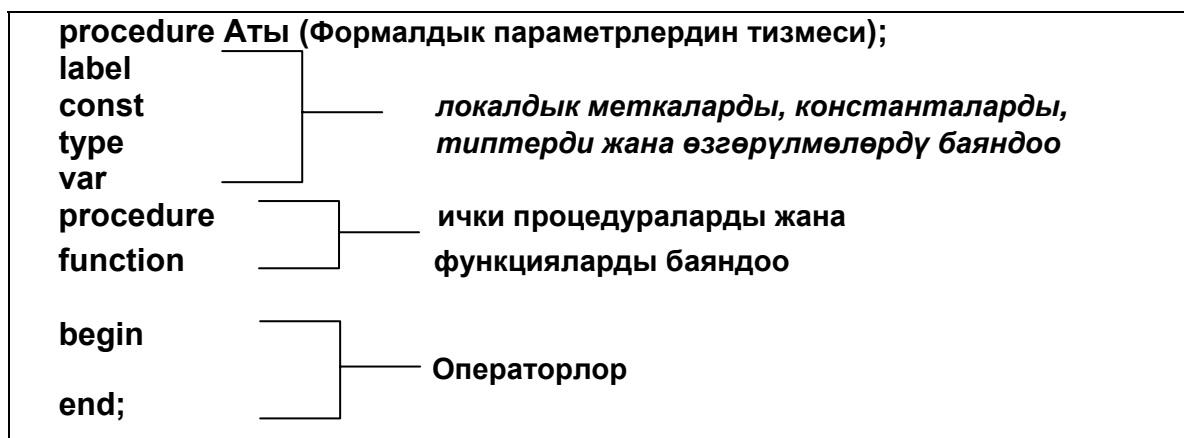 procedure Аты (Формалдык параметрлердин тизмеси);
label
const локалдык меткаларды, константаларды,
type типтерди жана өзгөрүлмөлөрдү баяндоо
var
procedure ички процедураларды жана
function функцияларды баяндоо
begin
Операторлор
end;